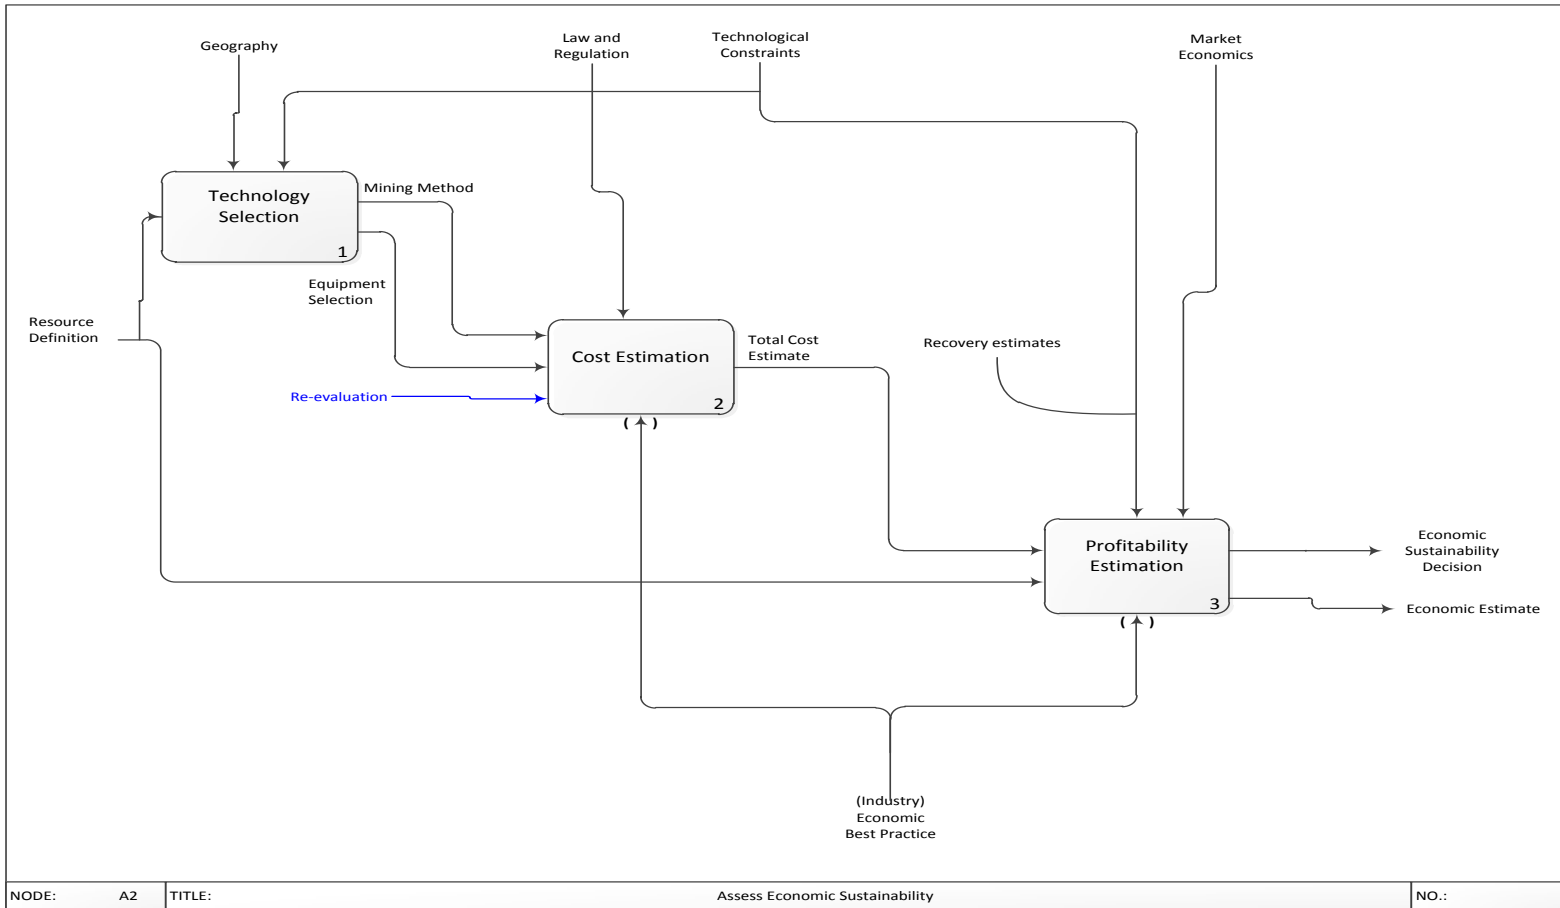 Geography
Law and
Regulation
Technological
Constraints
Market
Economics
Technology
Selection
1
Mining Method
Equipment
Selection
Resource
Definition
Cost Estimation
2
( )
Total Cost
Estimate
Recovery estimates
Re-evaluation
Profitability
Estimation
3
( )
Economic
Sustainability
Decision
Economic Estimate
(Industry)
Economic
Best Practice
NODE: A2 TITLE: Assess Economic Sustainability NO.: